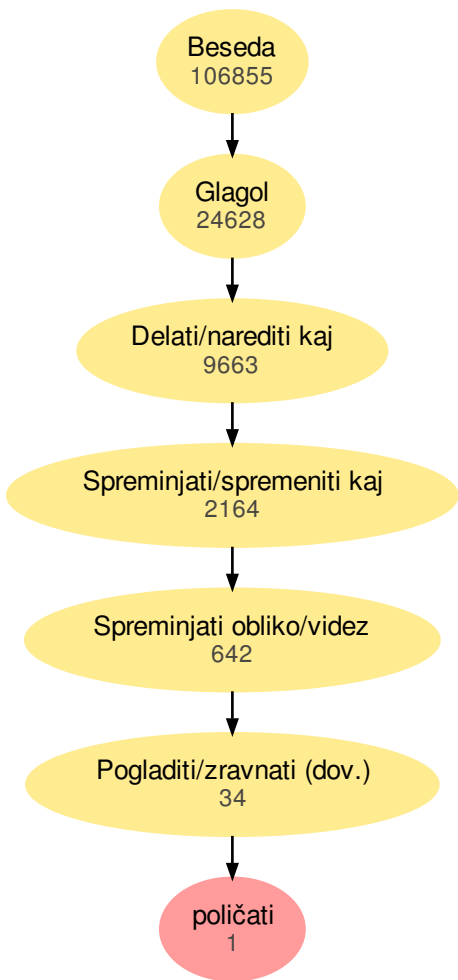 Beseda
106855
Glagol
24628
Delati/narediti kaj
9663
Spreminjati/spremeniti kaj
2164
Spreminjati obliko/videz
642
Pogladiti/zravnati (dov.)
34
poličati
1